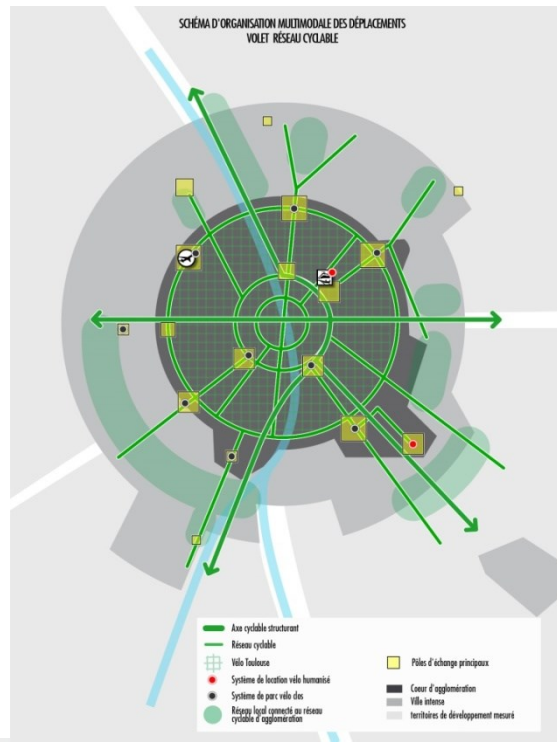 SCHÉMA D'ORGANISATION MULTIMODALE DES DÉPLACEMENTS
VOLET RÉSEAU CYCLABLE
Axe cyclable structurant
Réseau cyclable
Vélo Toulouse
Système de location vélo humanisé
Système de parc vélo clos
Réseau local connecté au réseau
cyclable d'agglomération
Pôles d'échange principaux
Coeur d'agglomération
Ville intense
territoires de développement mesuré